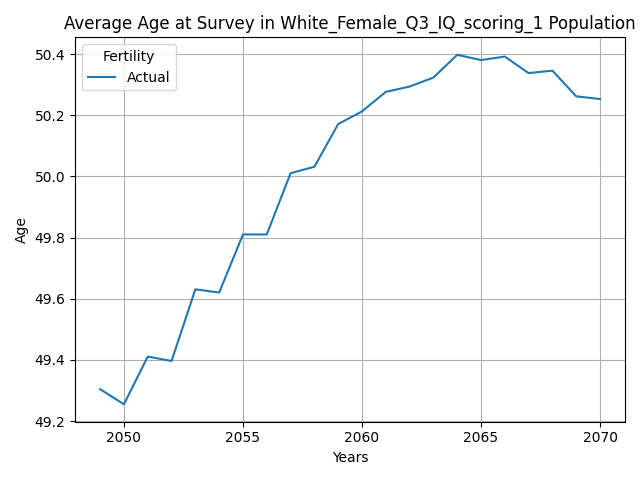 Average Age at Survey in White_Female_Q3_IQ_scoring_1 Population
Fertility
Actual
50.4
50.2
50.0
49.8
49.6
49.4
49.2
Age
2050 2055 2060 2065 2070
Years